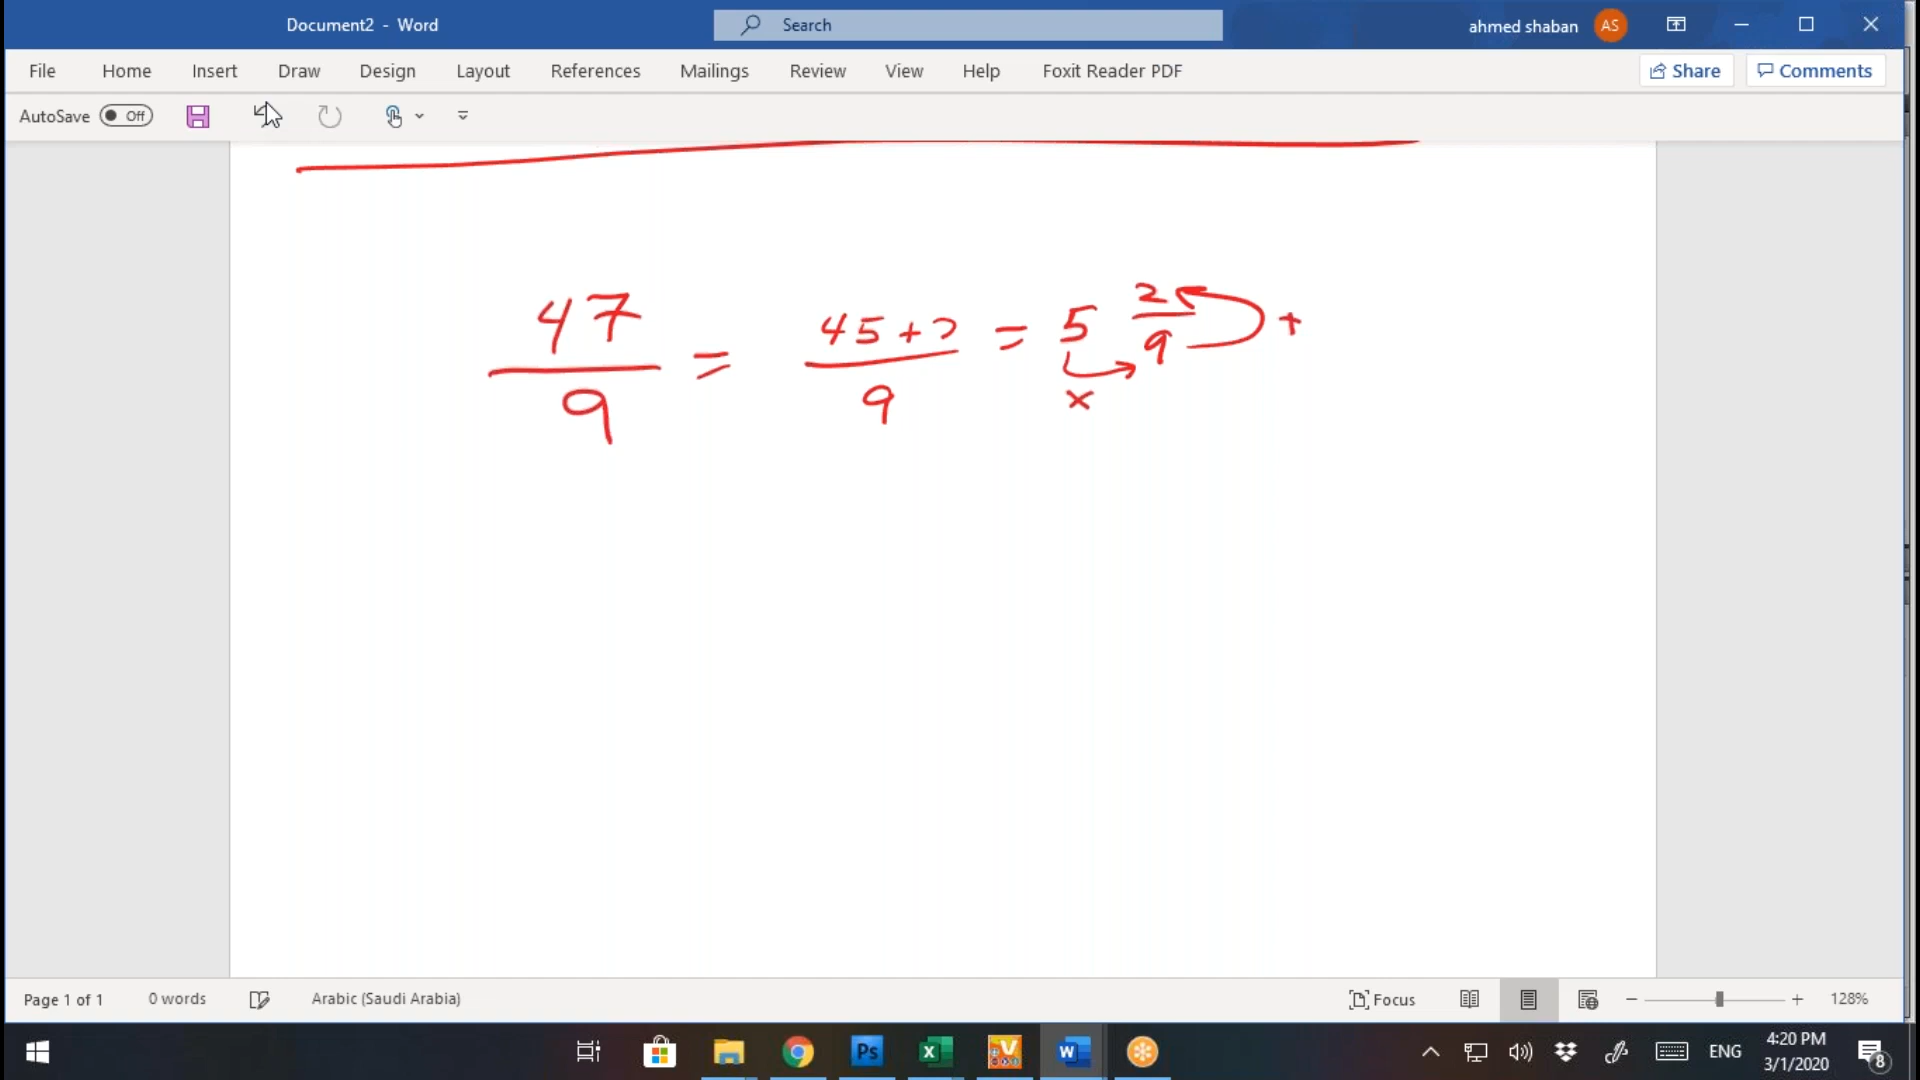 Document2 - Word
Search
ahmed shaban AS
File Home Insert Draw Design Layout References Mailings Review View Help Foxit Reader PDF
Share Comments
AutoSave Off
47/9 = 45+2/9 = 5 2/9 +
×
Page 1 of 1 0 words Arabic (Saudi Arabia)
Focus
128%
Ps
ENG
4:20 PM
3/1/2020
8